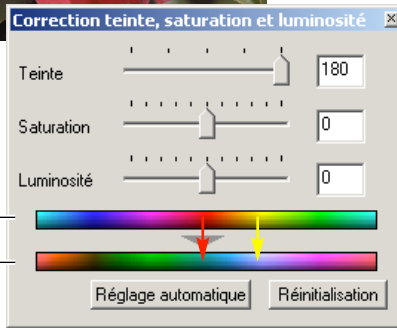 Correction teinte, saturation et luminosité
Teinte 180
Saturation 0
Luminosité 0
Réglage automatique Réinitialisation